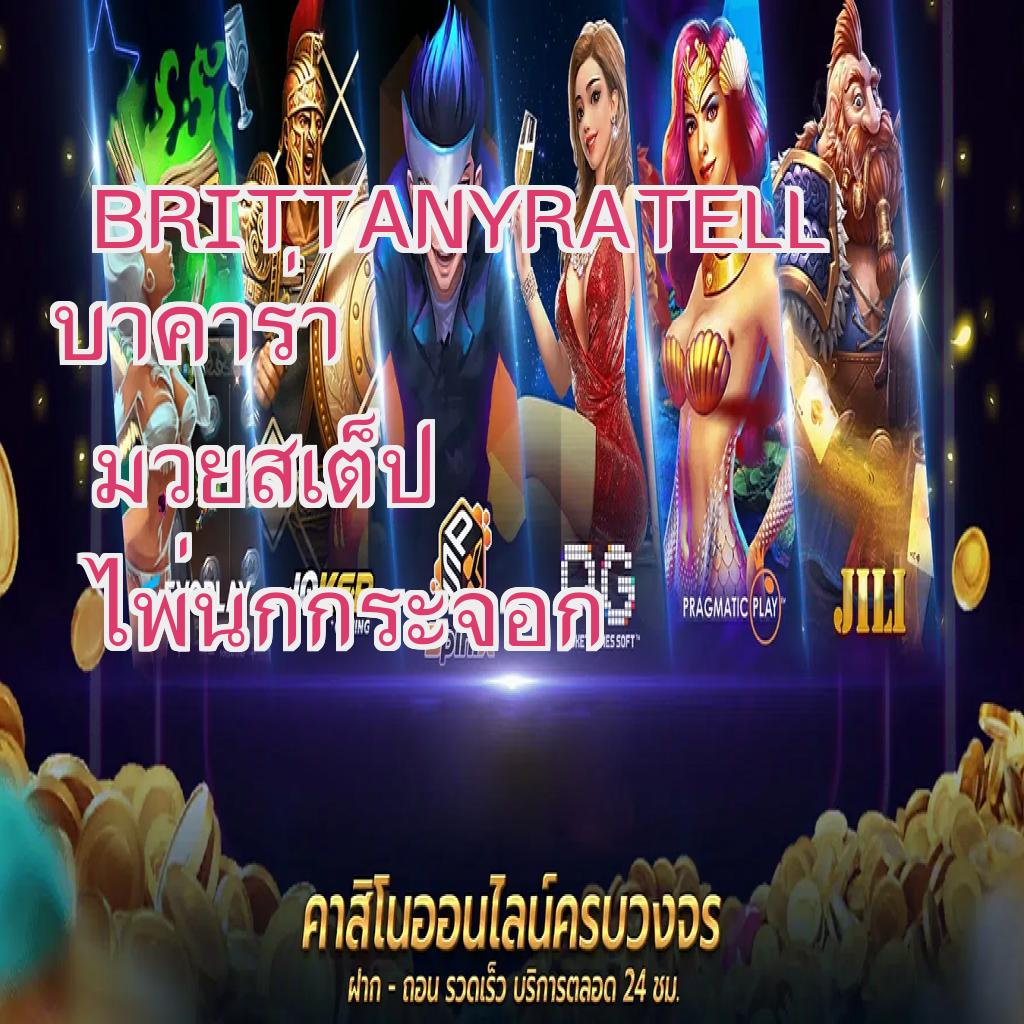 BRITTANYRATELL
บาคาร่า
มวยสเต็ป
ไพ่นกกระจอก
PRAGMATIC PLAY™
JILI
คาสิโนออนไลน์ครบวงจร
ฝาก - ถอน รวดเร็ว บริการตลอด 24 ชม.